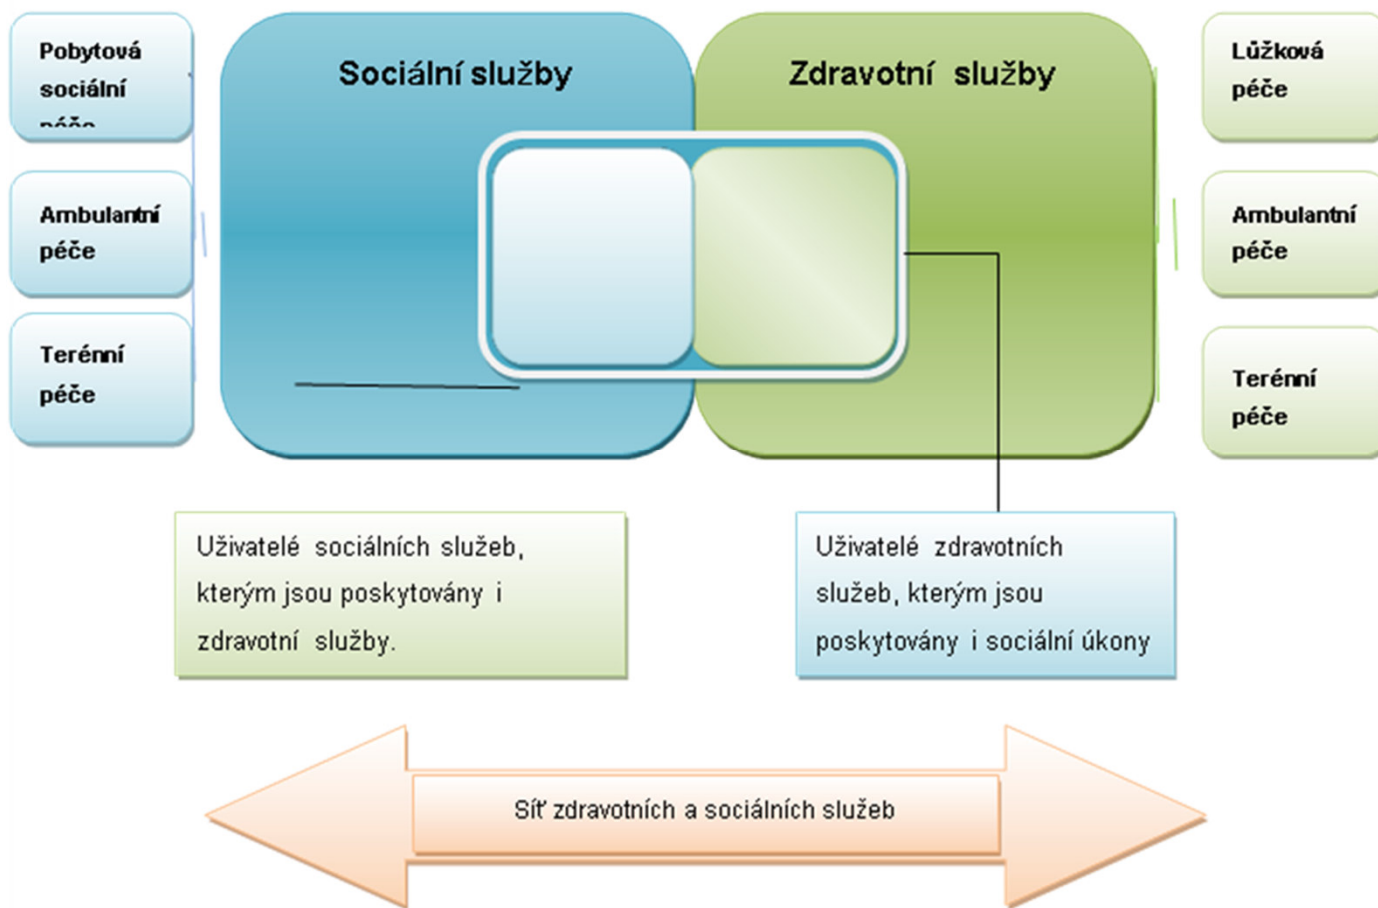 Pobytová
sociální
péče
Ambulantní
péče
Terénní
péče
Sociální služby
Zdravotní služby
Lůžková
péče
Ambulantní
péče
Terénní
péče
Uživatelé sociálních služeb,
kterým jsou poskytovány i
zdravotní služby.
Uživatelé zdravotních
služeb, kterým jsou
poskytovány i sociální úkony
Síť zdravotních a sociálních služeb